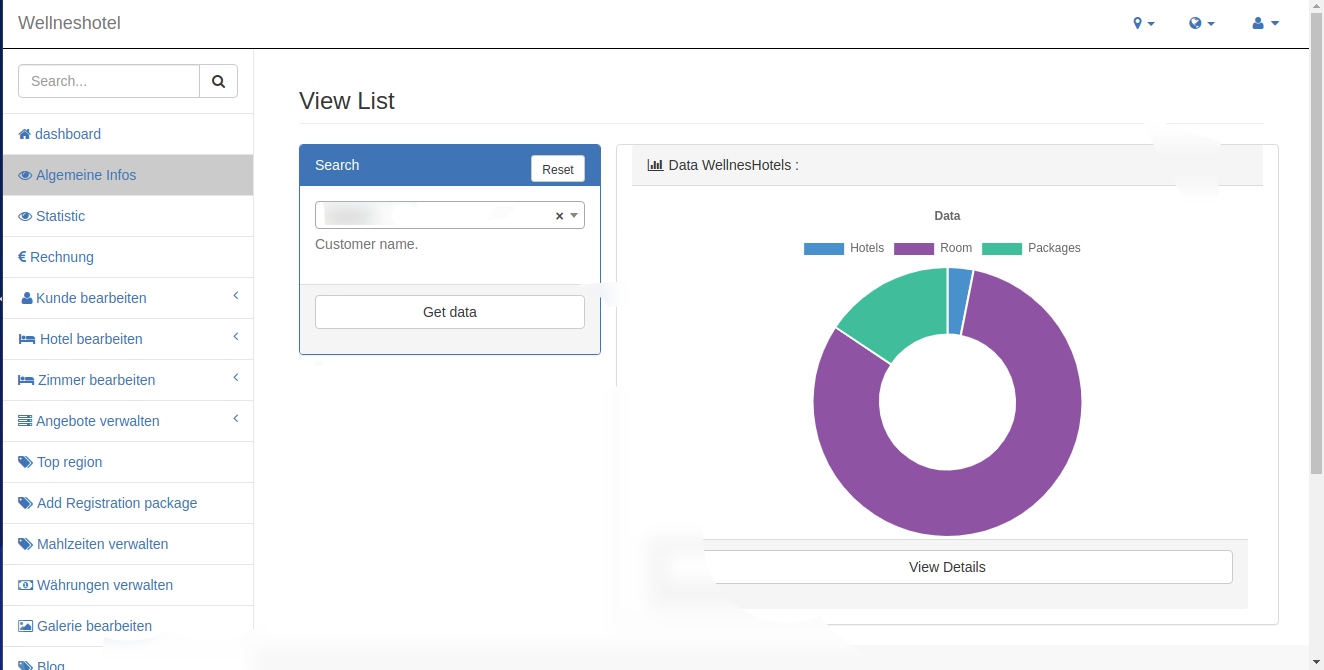 Wellneshotel
Search...
dashboard
Algemeine Infos
Statistic
Rechnung
Kunde bearbeiten
Hotel bearbeiten
Zimmer bearbeiten
Angebote verwalten
Top region
Add Registration package
Mahlzeiten verwalten
Währungen verwalten
Galerie bearbeiten
Blog
View List
Search
Reset
Customer name.
Get data
Data WellnesHotels :
Data
Hotels Room Packages
View Details